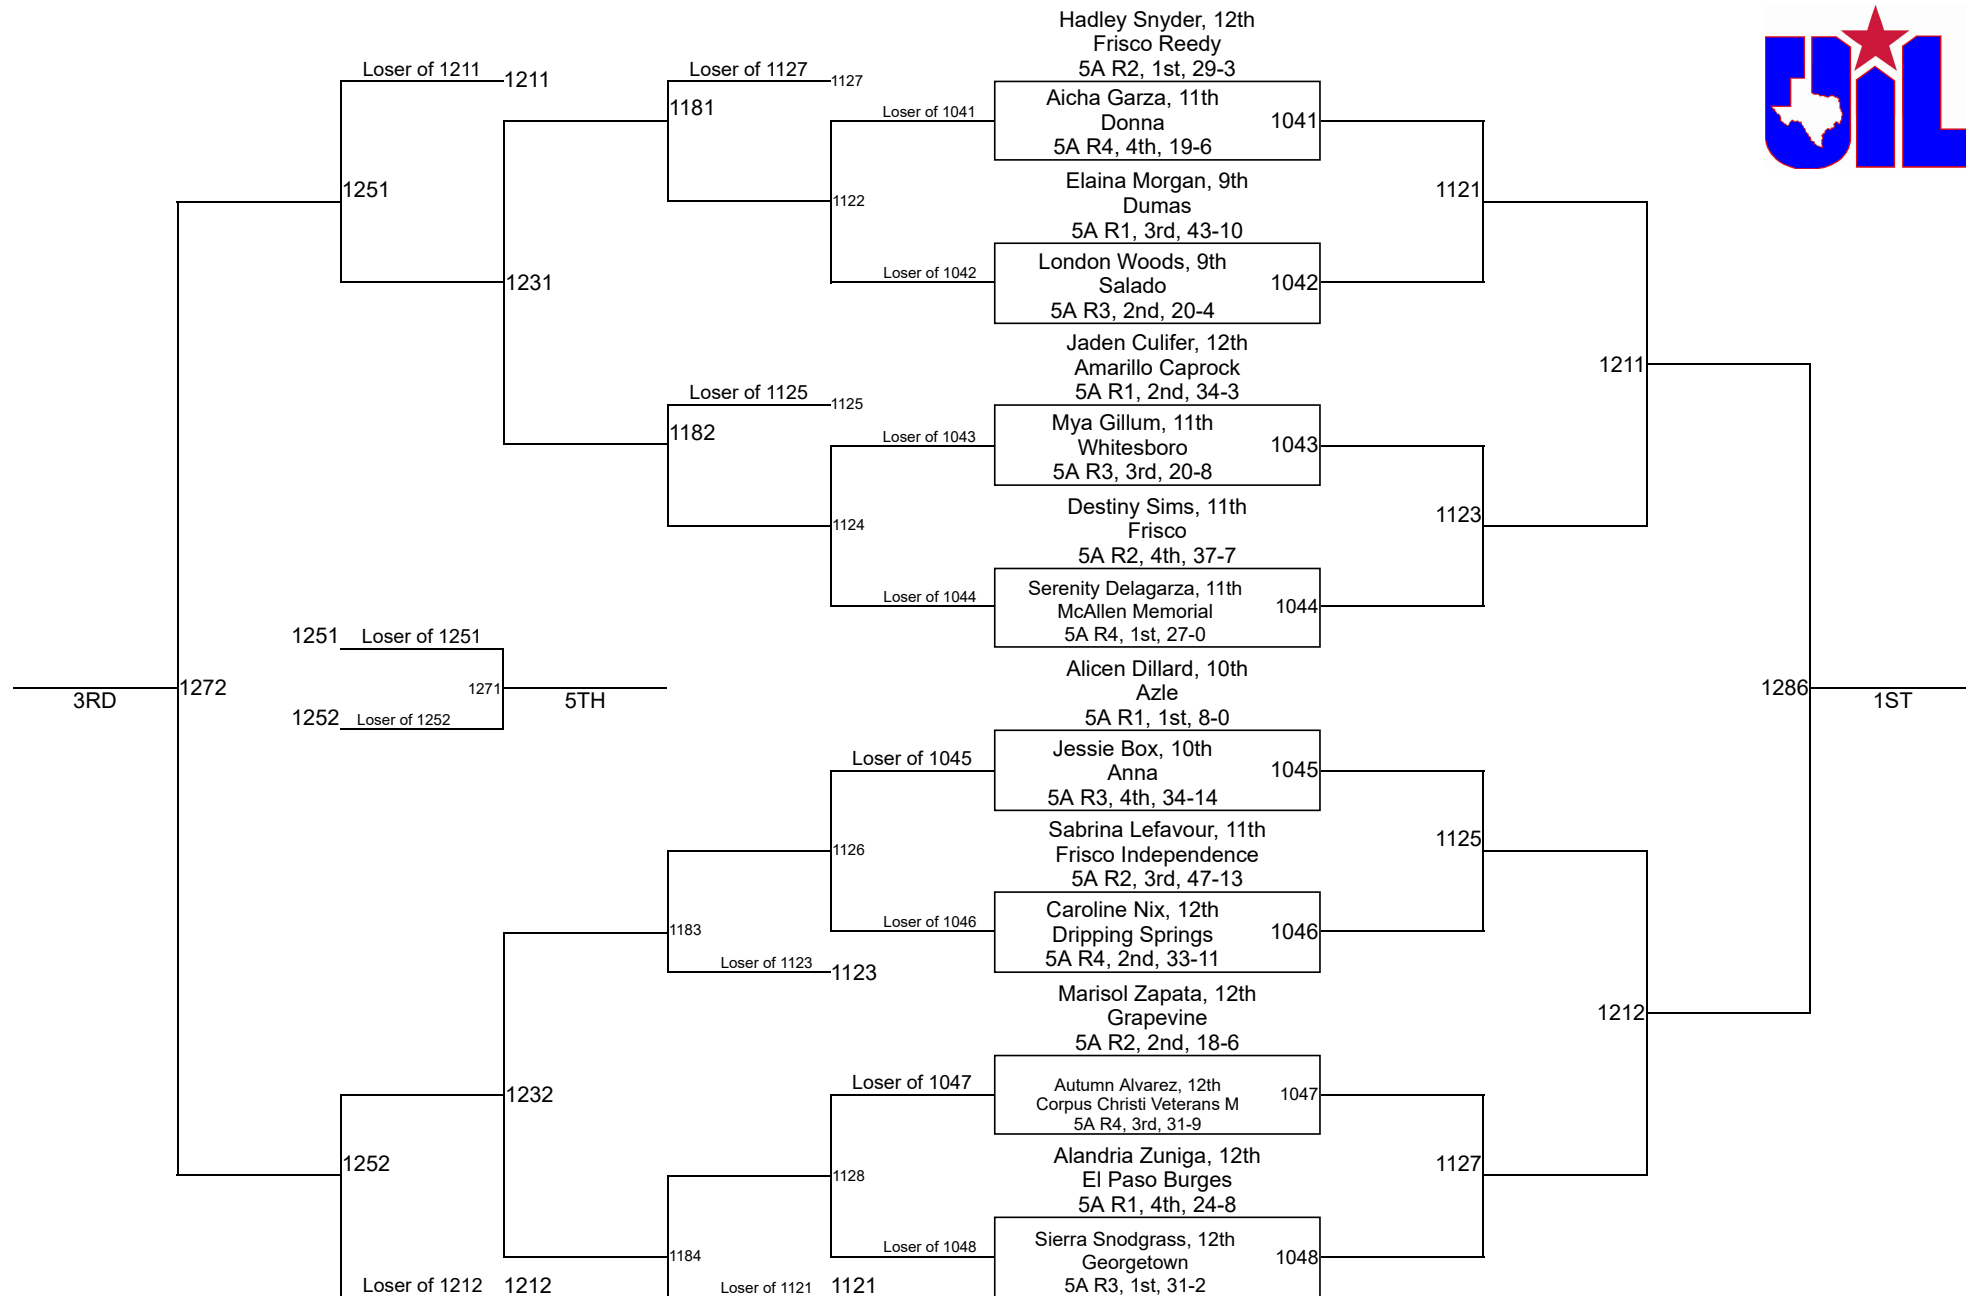 Hadley Snyder, 12th
Frisco Reedy
5A R2, 1st, 29-3
UIL
Loser of 1211 1211
Loser of 1127 1127
1181
Loser of 1041
Aicha Garza, 11th
Donna
5A R4, 4th, 19-6
1041
1251
1122
Elaina Morgan, 9th
Dumas
5A R1, 3rd, 43-10
1121
1231
Loser of 1042
London Woods, 9th
Salado
5A R3, 2nd, 20-4
1042
Jaden Culifer, 12th
Amarillo Caprock
5A R1, 2nd, 34-3
1211
Loser of 1125 1125
1182
Loser of 1043
Mya Gillum, 11th
Whitesboro
5A R3, 3rd, 20-8
1043
1124
Destiny Sims, 11th
Frisco
5A R2, 4th, 37-7
1123
Loser of 1044
Serenity Delagarza, 11th
McAllen Memorial
5A R4, 1st, 27-0
1044
1251 Loser of 1251
3RD
1272
1271
5TH
1252 Loser of 1252
Alicen Dillard, 10th
Azle
5A R1, 1st, 8-0
1286
1ST
Loser of 1045
Jessie Box, 10th
Anna
5A R3, 4th, 34-14
1045
1126
Sabrina Lefavour, 11th
Frisco Independence
5A R2, 3rd, 47-13
1125
1183
Loser of 1046
Caroline Nix, 12th
Dripping Springs
5A R4, 2nd, 33-11
1046
Loser of 1123 1123
Marisol Zapata, 12th
Grapevine
5A R2, 2nd, 18-6
1212
1232
Loser of 1047
Autumn Alvarez, 12th
Corpus Christi Veterans M
5A R4, 3rd, 31-9
1047
1252
1128
Alandria Zuniga, 12th
El Paso Burges
5A R1, 4th, 24-8
1127
1184
Loser of 1048
Sierra Snodgrass, 12th
Georgetown
5A R3, 1st, 31-2
1048
Loser of 1212 1212
Loser of 1121 1121